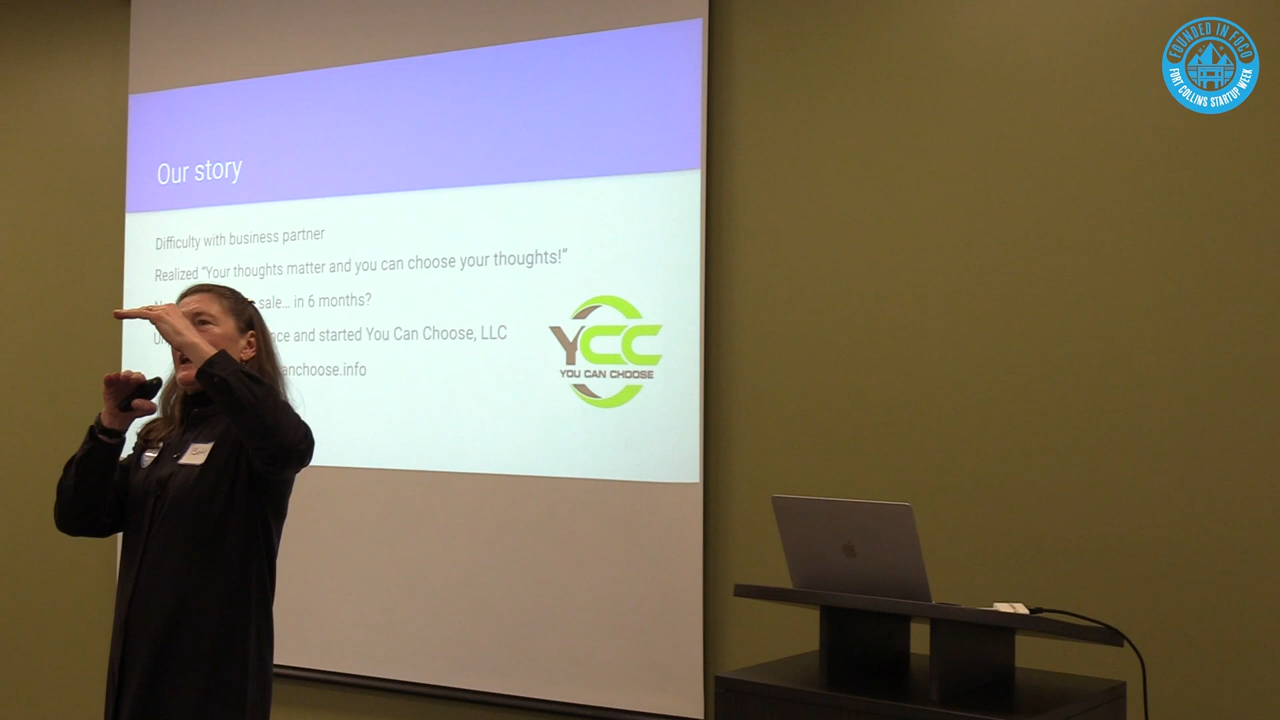 FOUNDED IN FOCO
FORT COLLINS STARTUP WEEK
Our story
Difficulty with business partner
Realized “Your thoughts matter and you can choose your thoughts!”
sale... in 6 months?
and started You Can Choose, LLC
anchoose.info
YCC
YOU CAN CHOOSE